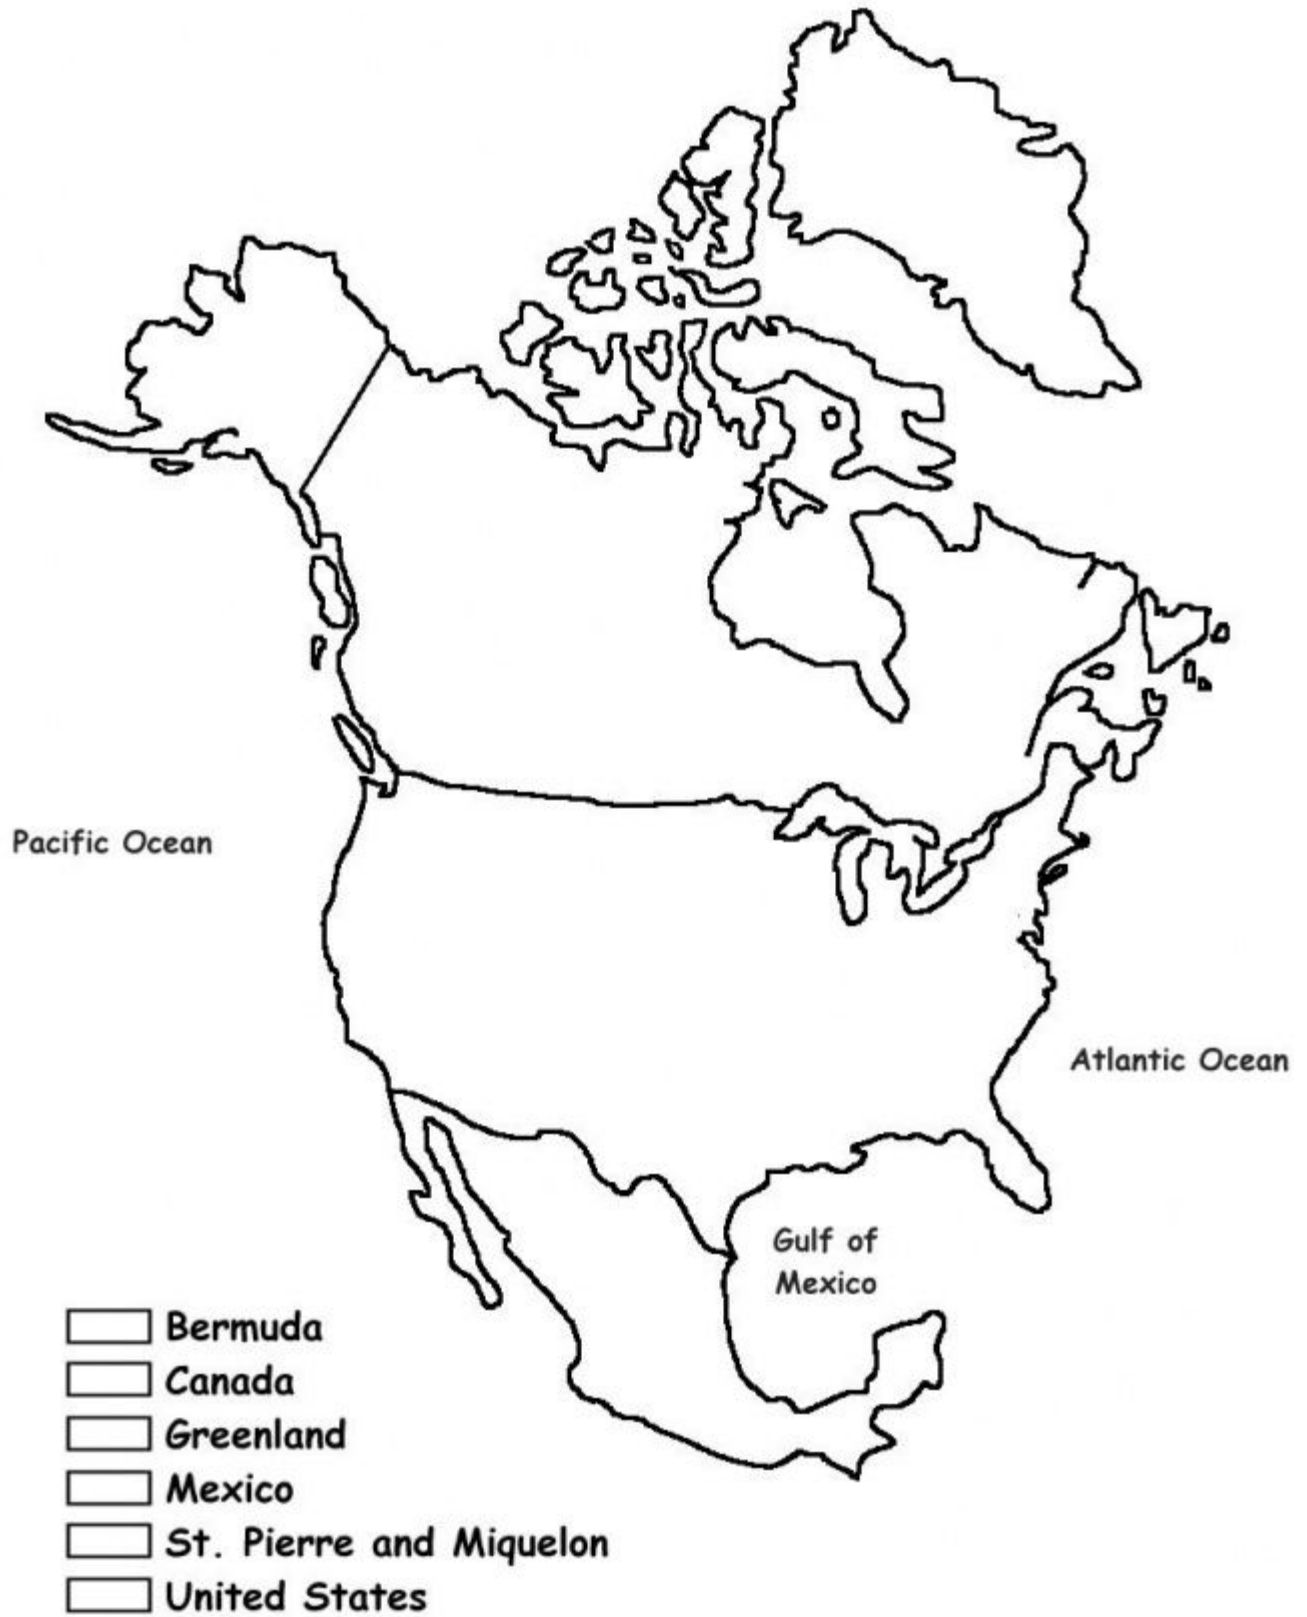 Pacific Ocean
Atlantic Ocean
Gulf of
Mexico
Bermuda
Canada
Greenland
Mexico
St. Pierre and Miquelon
United States